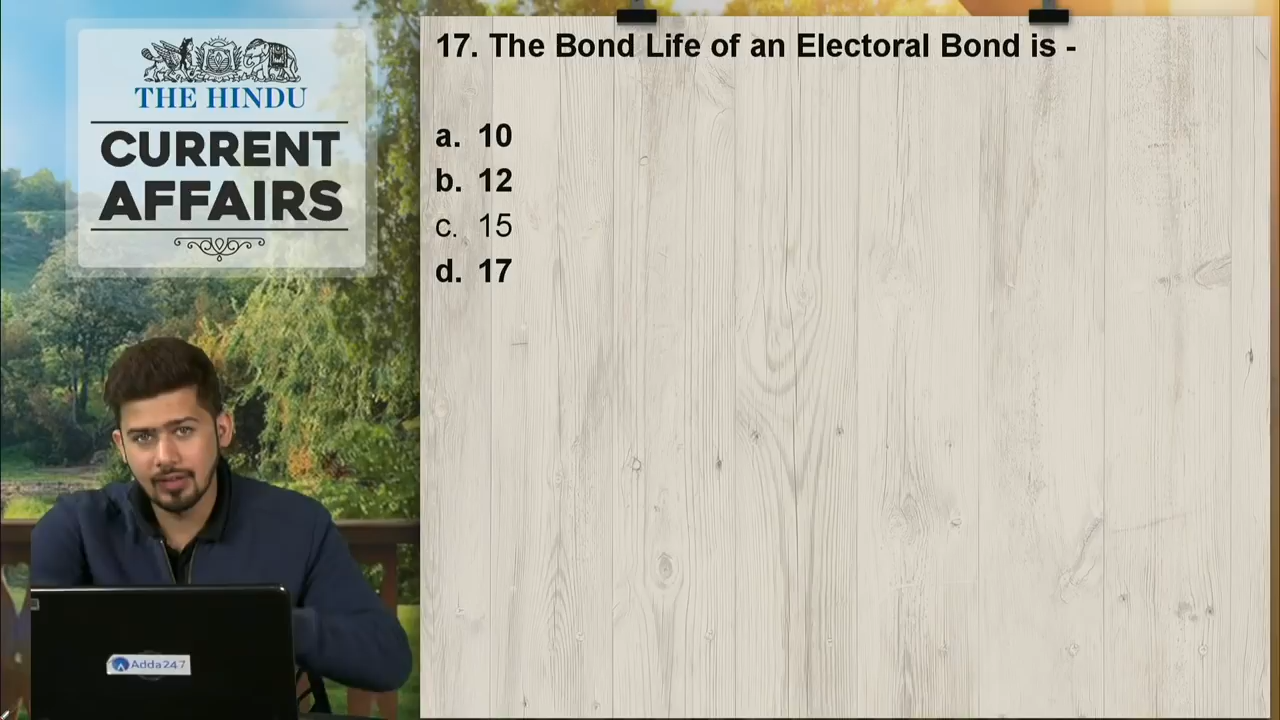 THE HINDU
CURRENT
AFFAIRS
17. The Bond Life of an Electoral Bond is -
a. 10
b. 12
c. 15
d. 17
Adda247